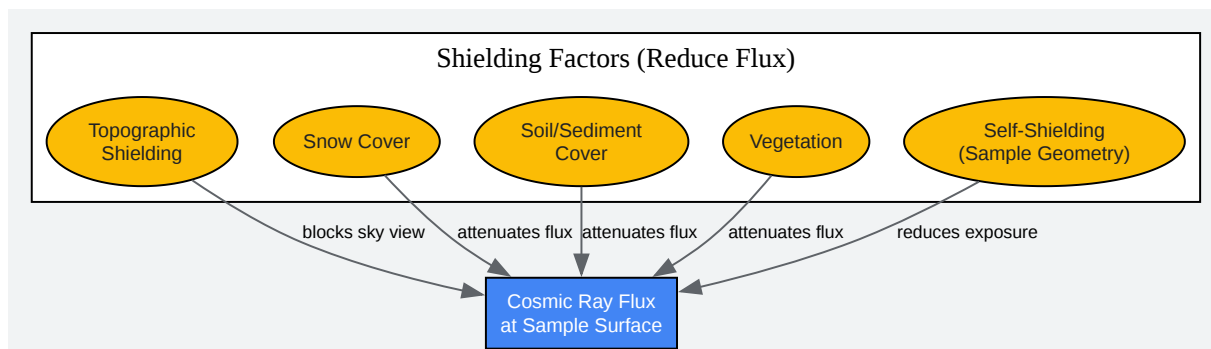 Shielding Factors (Reduce Flux)
Topographic
Shielding
Snow Cover
Soil/Sediment
Cover
Vegetation
Self-Shielding
(Sample Geometry)
blocks sky view
attenuates flux
attenuates flux
attenuates flux
reduces exposure
Cosmic Ray Flux
at Sample Surface